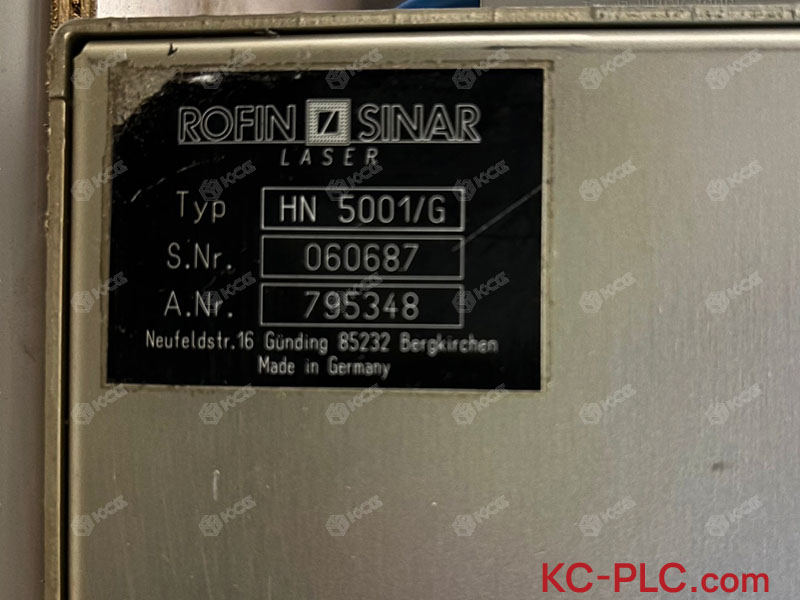 ROFIN SINAR
LASER
Typ HN 5001/G
S.Nr. 060687
A.Nr. 795348
Neufeldstr.16 Günding 85232 Bergkirchen
Made in Germany
KC-PLC.com